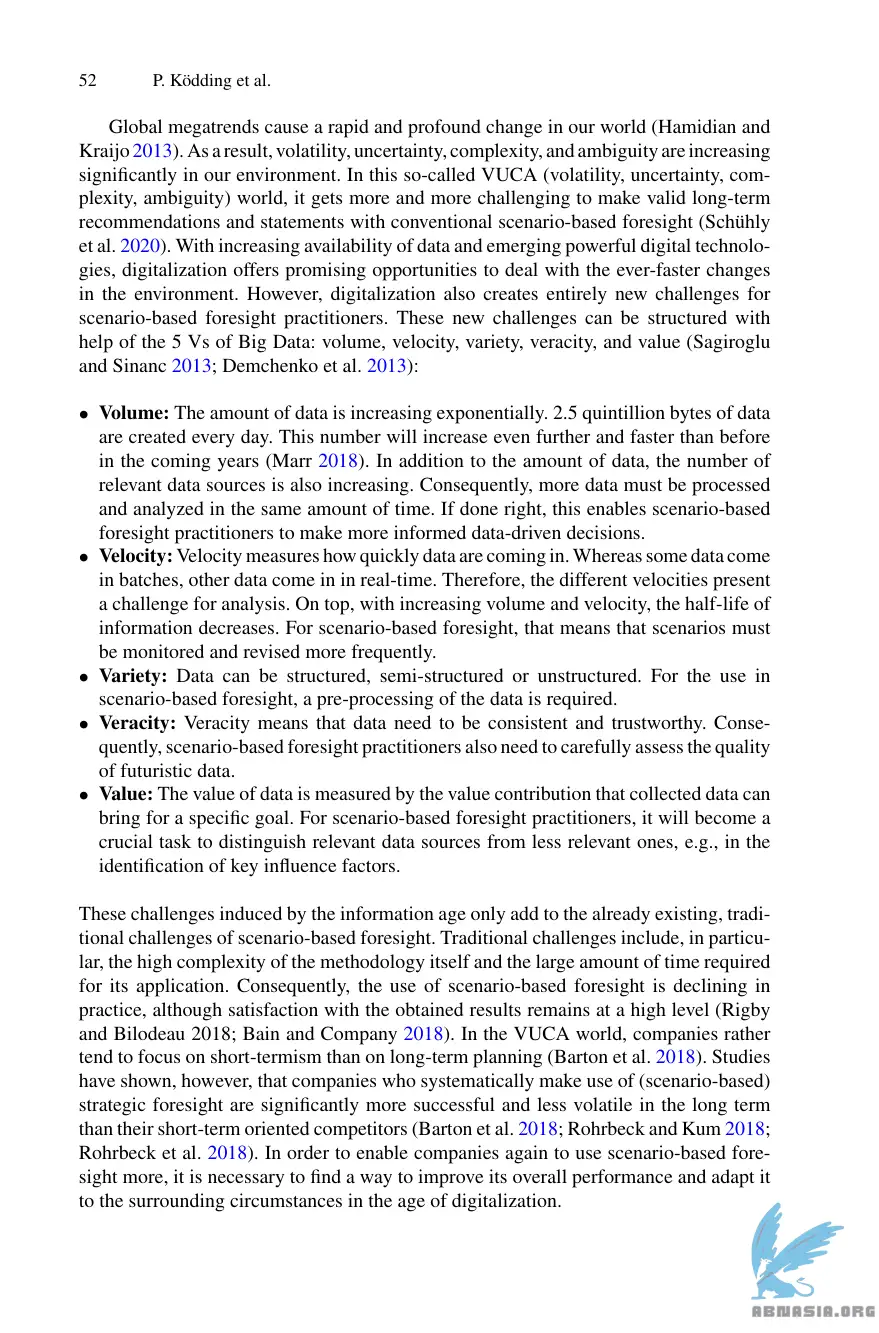 52 P. Ködding et al.
Global megatrends cause a rapid and profound change in our world (Hamidian and
Kraijo 2013). As a result, volatility, uncertainty, complexity, and ambiguity are increasing
significantly in our environment. In this so-called VUCA (volatility, uncertainty, com-
plexity, ambiguity) world, it gets more and more challenging to make valid long-term
recommendations and statements with conventional scenario-based foresight (Schühly
et al. 2020). With increasing availability of data and emerging powerful digital technolo-
gies, digitalization offers promising opportunities to deal with the ever-faster changes
in the environment. However, digitalization also creates entirely new challenges for
scenario-based foresight practitioners. These new challenges can be structured with
help of the 5 Vs of Big Data: volume, velocity, variety, veracity, and value (Sagiroglu
and Sinanc 2013; Demchenko et al. 2013):
• Volume: The amount of data is increasing exponentially. 2.5 quintillion bytes of data
are created every day. This number will increase even further and faster than before
in the coming years (Marr 2018). In addition to the amount of data, the number of
relevant data sources is also increasing. Consequently, more data must be processed
and analyzed in the same amount of time. If done right, this enables scenario-based
foresight practitioners to make more informed data-driven decisions.
• Velocity: Velocity measures how quickly data are coming in. Whereas some data come
in batches, other data come in in real-time. Therefore, the different velocities present
a challenge for analysis. On top, with increasing volume and velocity, the half-life of
information decreases. For scenario-based foresight, that means that scenarios must
be monitored and revised more frequently.
• Variety: Data can be structured, semi-structured or unstructured. For the use in
scenario-based foresight, a pre-processing of the data is required.
• Veracity: Veracity means that data need to be consistent and trustworthy. Conse-
quently, scenario-based foresight practitioners also need to carefully assess the quality
of futuristic data.
• Value: The value of data is measured by the value contribution that collected data can
bring for a specific goal. For scenario-based foresight practitioners, it will become a
crucial task to distinguish relevant data sources from less relevant ones, e.g., in the
identification of key influence factors.
These challenges induced by the information age only add to the already existing, tradi-
tional challenges of scenario-based foresight. Traditional challenges include, in particu-
lar, the high complexity of the methodology itself and the large amount of time required
for its application. Consequently, the use of scenario-based foresight is declining in
practice, although satisfaction with the obtained results remains at a high level (Rigby
and Bilodeau 2018; Bain and Company 2018). In the VUCA world, companies rather
tend to focus on short-termism than on long-term planning (Barton et al. 2018). Studies
have shown, however, that companies who systematically make use of (scenario-based)
strategic foresight are significantly more successful and less volatile in the long term
than their short-term oriented competitors (Barton et al. 2018; Rohrbeck and Kum 2018;
Rohrbeck et al. 2018). In order to enable companies again to use scenario-based fore-
sight more, it is necessary to find a way to improve its overall performance and adapt it
to the surrounding circumstances in the age of digitalization.
ABNASIA.ORG